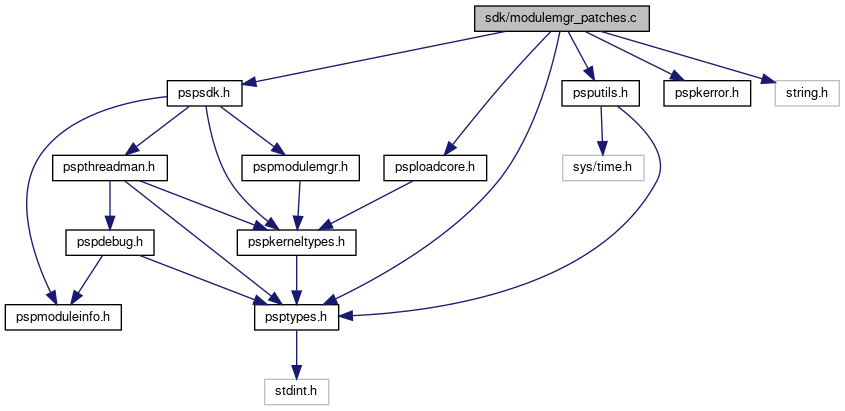 sdk/modulemgr_patches.c
pspsdk.h
psputils.h
pspkerror.h
string.h
pspthreadman.h
pspmodulemgr.h
psploadcore.h
sys/time.h
pspdebug.h
pspkerneltypes.h
pspmoduleinfo.h
psptypes.h
stdint.h